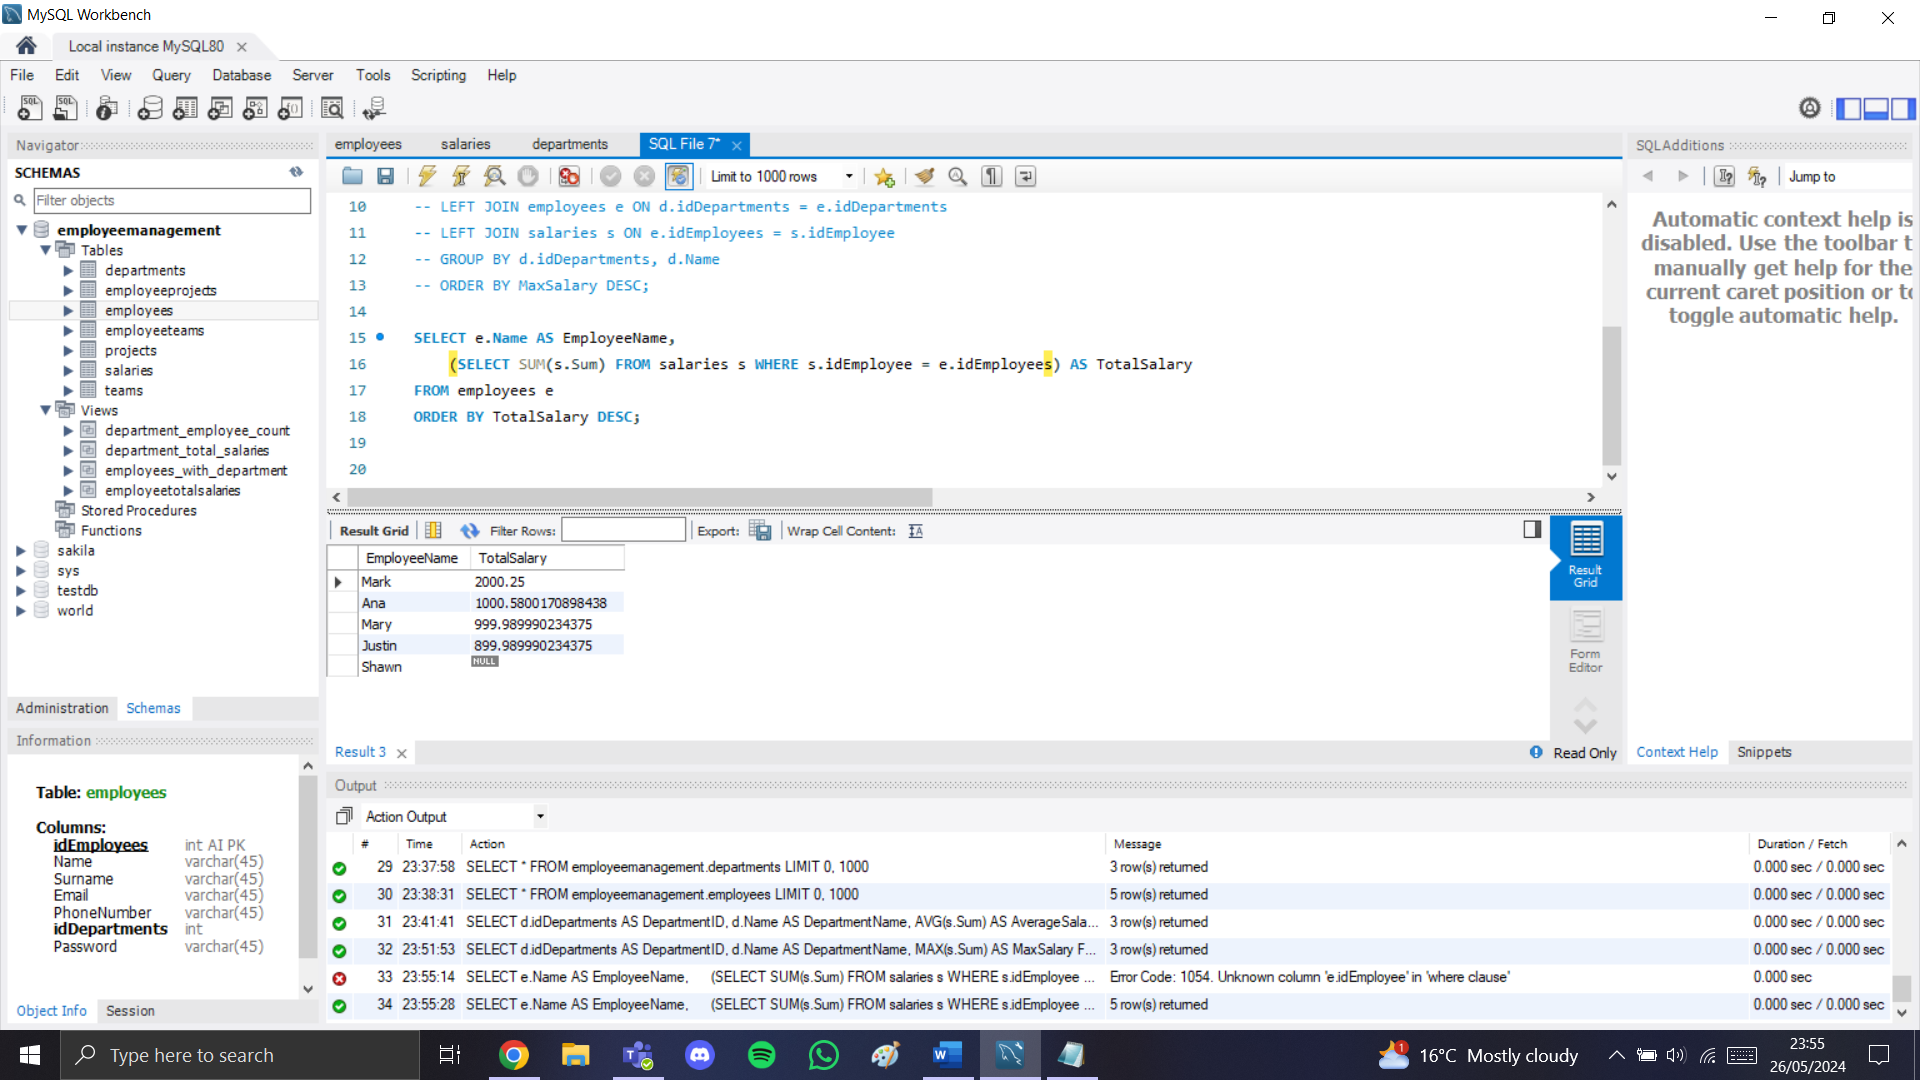 MySQL Workbench
Local instance MySQL80
File Edit View Query Database Server Tools Scripting Help
Navigator
SCHEMAS
Filter objects
employeemanagement
Tables
departments
employeeprojects
employees
employeeteams
projects
salaries
teams
Views
department_employee_count
department_total_salaries
employees_with_department
employeetotalsalaries
Stored Procedures
Functions
sakila
sys
testdb
world
Administration Schemas
Information
Table: employees
Columns:
idEmployees int AI PK
Name varchar(45)
Surname varchar(45)
Email varchar(45)
PhoneNumber varchar(45)
idDepartments int
Password varchar(45)
Object Info Session
employees salaries departments SQL File 7*
Limit to 1000 rows
10 -- LEFT JOIN employees e ON d.idDepartments = e.idDepartments
11 -- LEFT JOIN salaries s ON e.idEmployees = s.idEmployee
12 -- GROUP BY d.idDepartments, d.Name
13 -- ORDER BY MaxSalary DESC;
14
15 SELECT e.Name AS EmployeeName,
16 (SELECT SUM(s.Sum) FROM salaries s WHERE s.idEmployee = e.idEmployees) AS TotalSalary
17 FROM employees e
18 ORDER BY TotalSalary DESC;
19
20
Result Grid Filter Rows: Export: Wrap Cell Content:
EmployeeName TotalSalary
Mark 2000.25
Ana 1000.5800170898438
Mary 999.989990234375
Justin 899.989990234375
Shawn NULL
Result Grid
Form Editor
Result 3 Read Only
SQLAdditions
Jump to
Automatic context help is
disabled. Use the toolbar t
manually get help for the
current caret position or to
toggle automatic help.
Context Help Snippets
Output
Action Output
# Time Action Message Duration / Fetch
29 23:37:58 SELECT * FROM employeemanagement.departments LIMIT 0, 1000 3 row(s) returned 0.000 sec / 0.000 sec
30 23:38:31 SELECT * FROM employeemanagement.employees LIMIT 0, 1000 5 row(s) returned 0.000 sec / 0.000 sec
31 23:41:41 SELECT d.idDepartments AS DepartmentID, d.Name AS DepartmentName, AVG(s.Sum) AS AverageSala... 3 row(s) returned 0.000 sec / 0.000 sec
32 23:51:53 SELECT d.idDepartments AS DepartmentID, d.Name AS DepartmentName, MAX(s.Sum) AS MaxSalary F... 3 row(s) returned 0.000 sec / 0.000 sec
33 23:55:14 SELECT e.Name AS EmployeeName, (SELECT SUM(s.Sum) FROM salaries s WHERE s.idEmployee ... Error Code: 1054. Unknown column 'e.idEmployee' in 'where clause' 0.000 sec
34 23:55:28 SELECT e.Name AS EmployeeName, (SELECT SUM(s.Sum) FROM salaries s WHERE s.idEmployee ... 5 row(s) returned 0.000 sec / 0.000 sec
Type here to search
1 16°C Mostly cloudy
23:55
26/05/2024